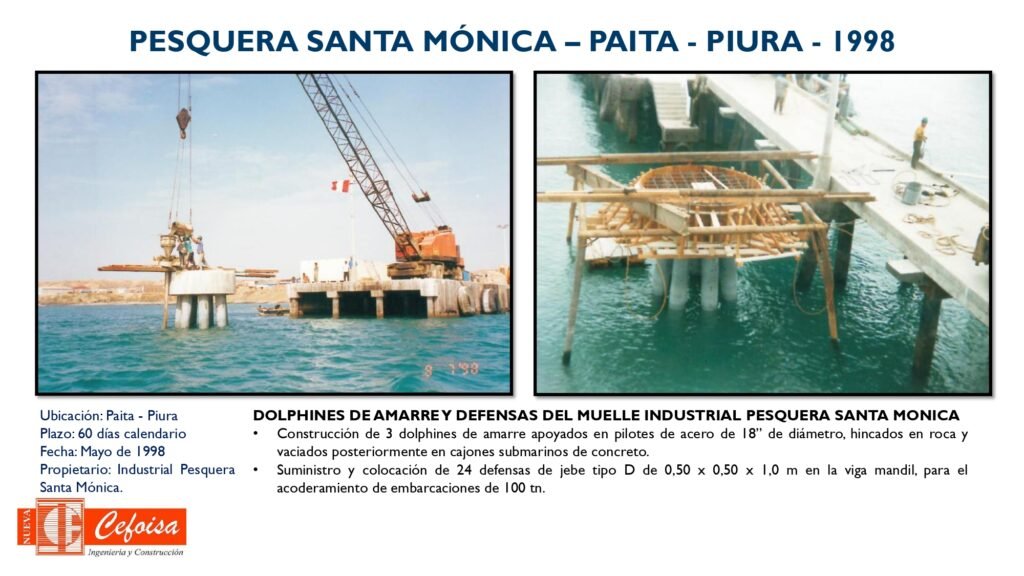 PESQUERA SANTA MÓNICA – PAITA - PIURA - 1998
9 7 '98
Ubicación: Paita - Piura
Plazo: 60 días calendario
Fecha: Mayo de 1998
Propietario: Industrial Pesquera
Santa Mónica.
DOLPHINES DE AMARRE Y DEFENSAS DEL MUELLE INDUSTRIAL PESQUERA SANTA MONICA
• Construcción de 3 dolphines de amarre apoyados en pilotes de acero de 18” de diámetro, hincados en roca y
vaciados posteriormente en cajones submarinos de concreto.
• Suministro y colocación de 24 defensas de jebe tipo D de 0,50 x 0,50 x 1,0 m en la viga mandil, para el
acoderamiento de embarcaciones de 100 tn.
NUEVA
Cefoisa
Ingeniería y Construcción